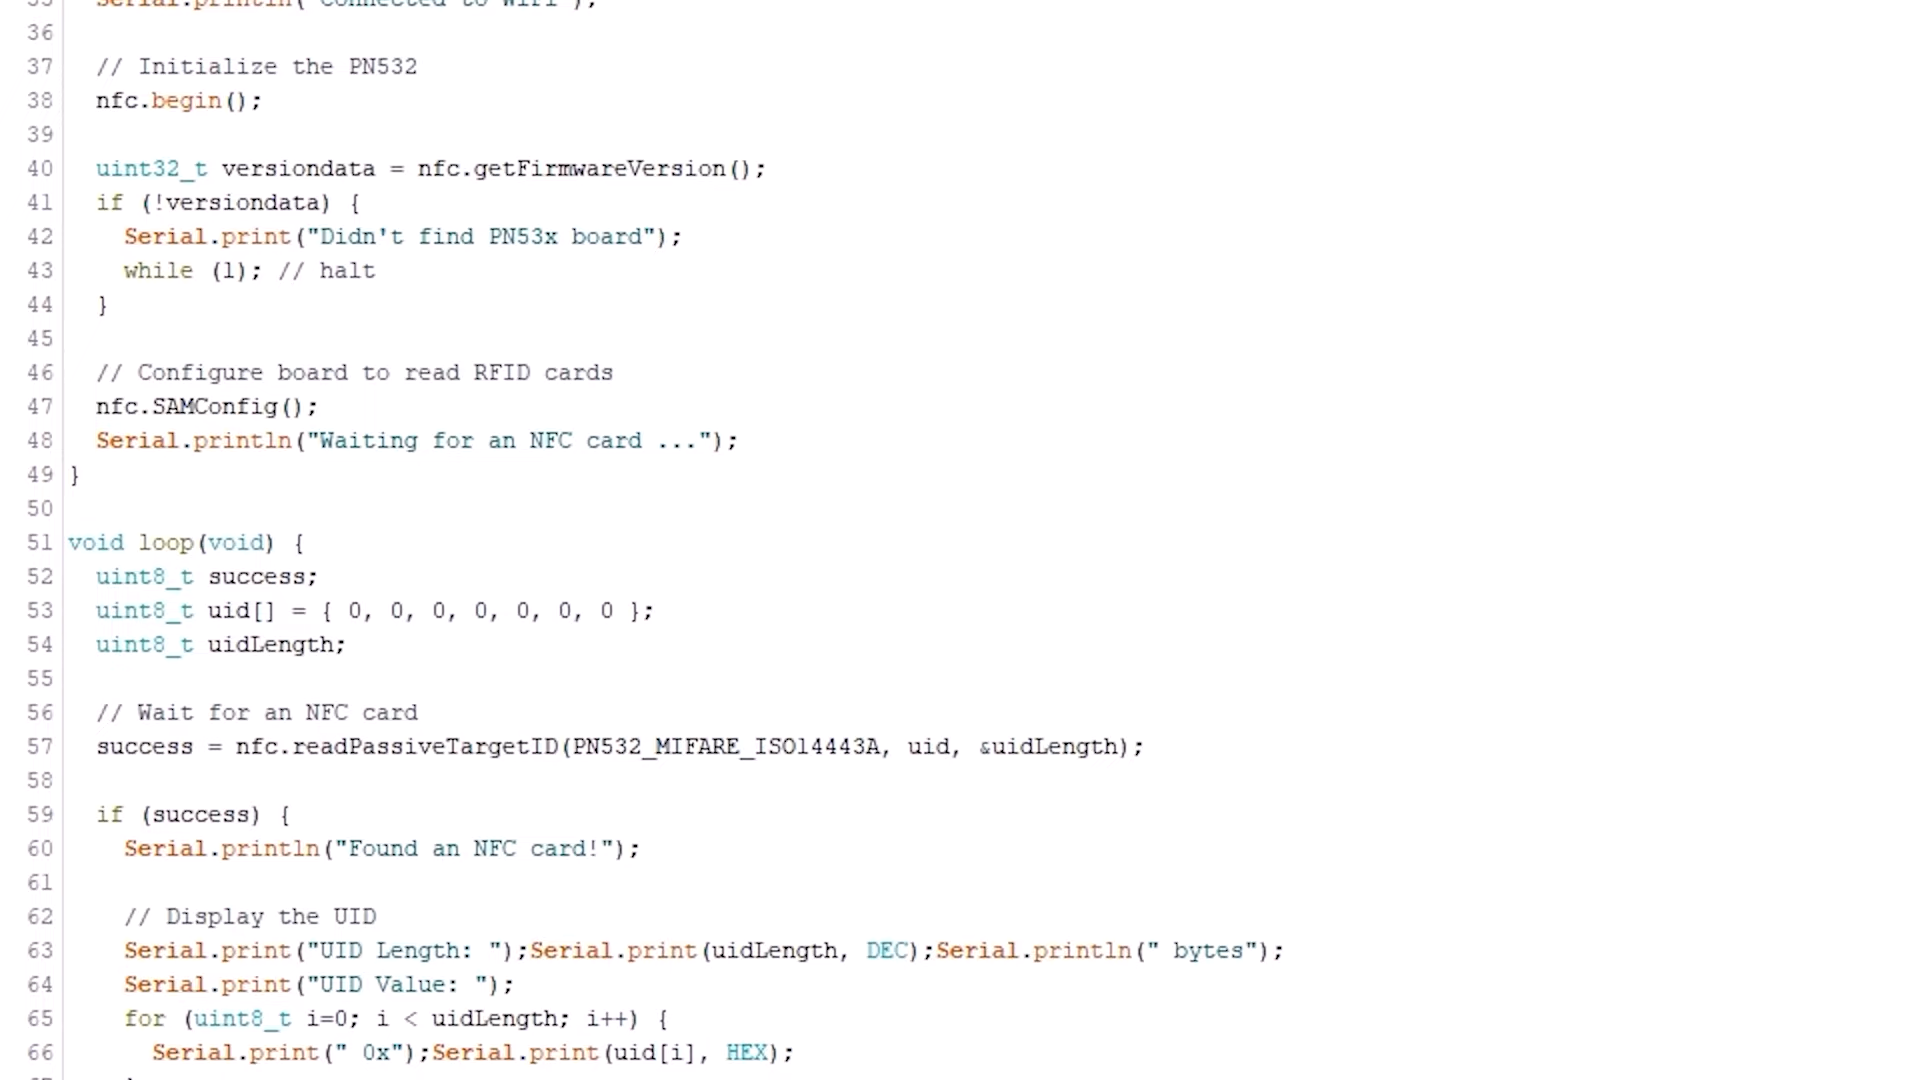 35   Serial.println("Connected to WiFi");
36
37   // Initialize the PN532
38   nfc.begin();
39
40   uint32_t versiondata = nfc.getFirmwareVersion();
41   if (!versiondata) {
42     Serial.print("Didn't find PN53x board");
43     while (1); // halt
44   }
45
46   // Configure board to read RFID cards
47   nfc.SAMConfig();
48   Serial.println("Waiting for an NFC card ...");
49 }
50
51 void loop(void) {
52   uint8_t success;
53   uint8_t uid[] = { 0, 0, 0, 0, 0, 0, 0 };
54   uint8_t uidLength;
55
56   // Wait for an NFC card
57   success = nfc.readPassiveTargetID(PN532_MIFARE_ISO14443A, uid, &uidLength);
58
59   if (success) {
60     Serial.println("Found an NFC card!");
61
62     // Display the UID
63     Serial.print("UID Length: ");Serial.print(uidLength, DEC);Serial.println(" bytes");
64     Serial.print("UID Value: ");
65     for (uint8_t i=0; i < uidLength; i++) {
66       Serial.print(" 0x");Serial.print(uid[i], HEX);